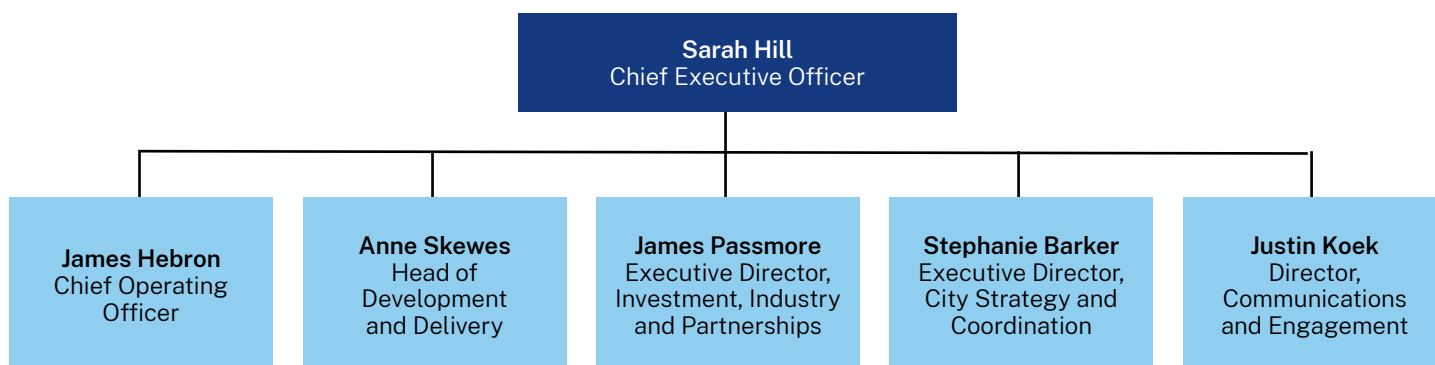 Sarah Hill
Chief Executive Officer
James Hebron
Chief Operating
Officer
Anne Skewes
Head of
Development
and Delivery
James Passmore
Executive Director,
Investment, Industry
and Partnerships
Stephanie Barker
Executive Director,
City Strategy and
Coordination
Justin Koek
Director,
Communications
and Engagement